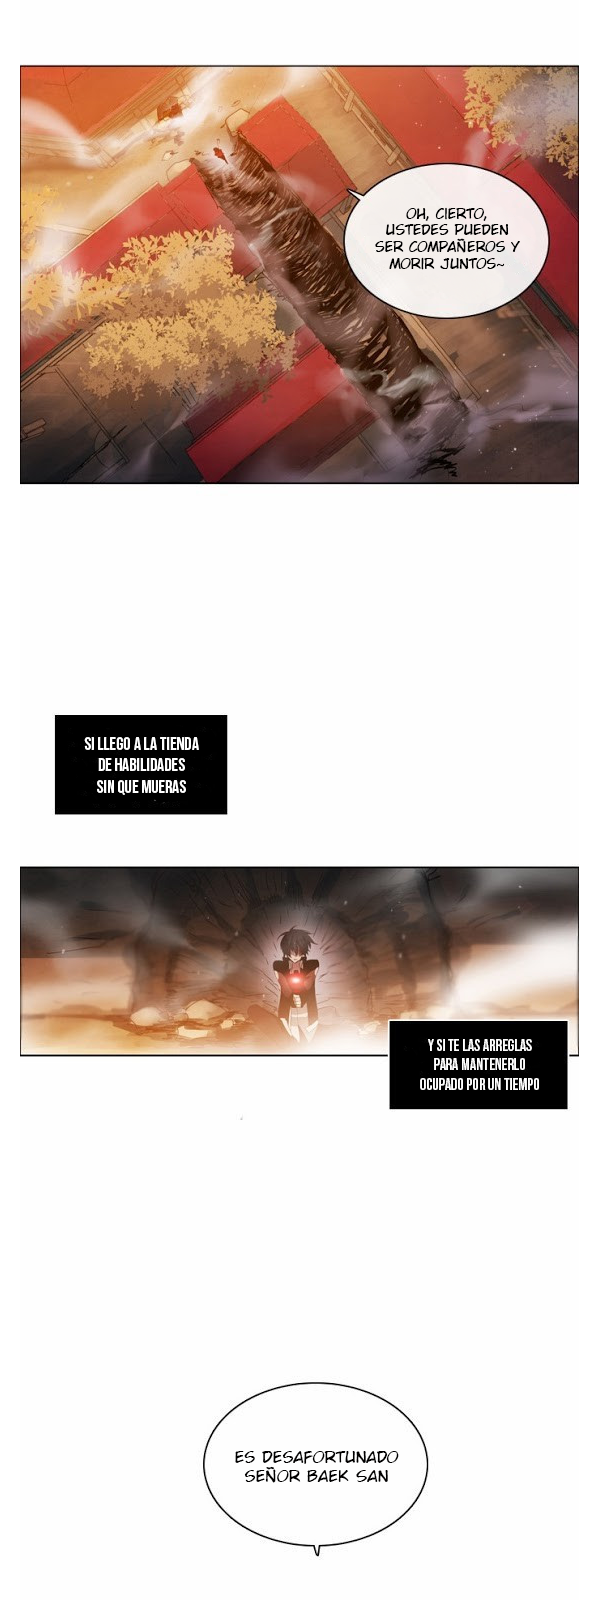 OH, CIERTO,
USTEDES PUEDEN
SER COMPAÑEROS Y
MORIR JUNTOS~
SI LLEGO A LA TIENDA
DE HABILIDADES
SIN QUE MUERAS
Y SI TE LAS ARREGLAS
PARA MANTENERLO
OCUPADO POR UN TIEMPO
ES DESAFORTUNADO
SEÑOR BAEK SAN